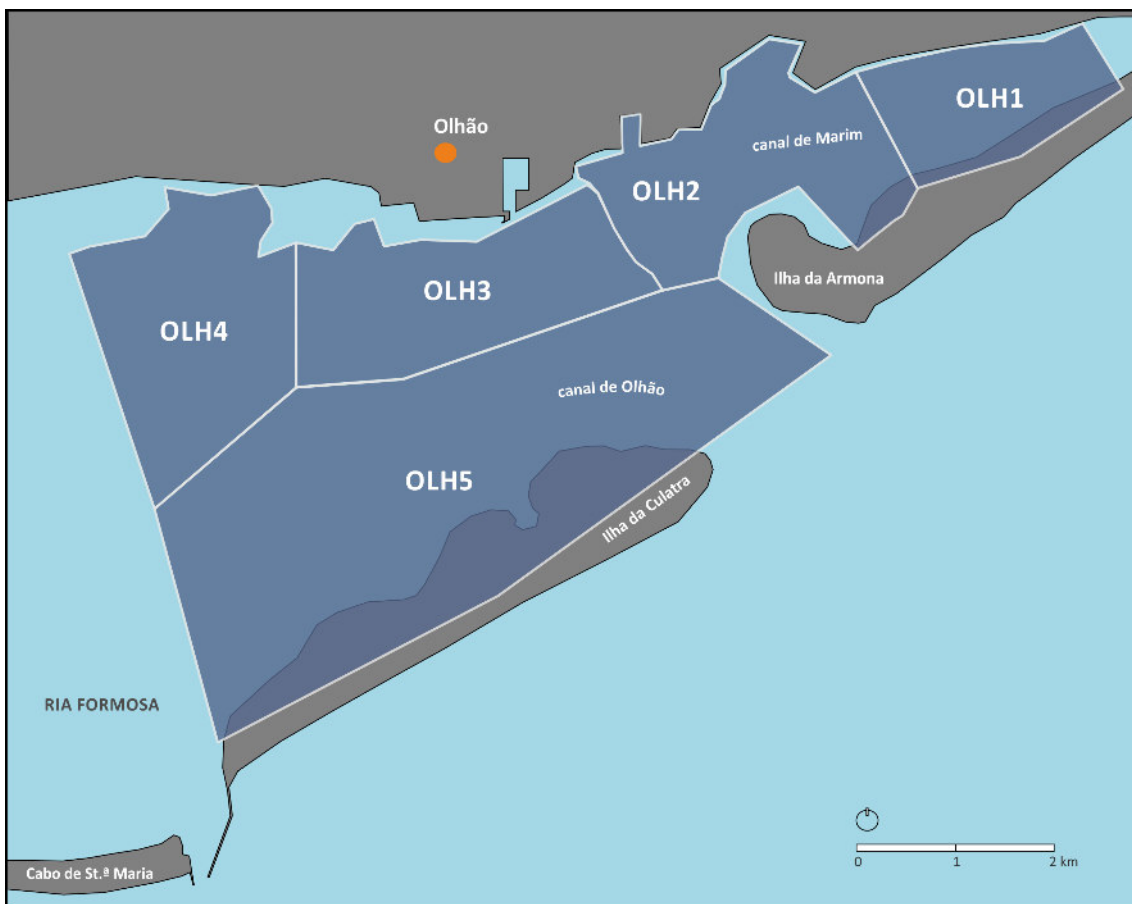 OLH1
Olhão
canal de Marim
OLH2
Ilha da Armona
OLH3
OLH4
canal de Olhão
OLH5
Ilha da Culatra
RIA FORMOSA
Cabo de St.ª Maria
0 1 2 km